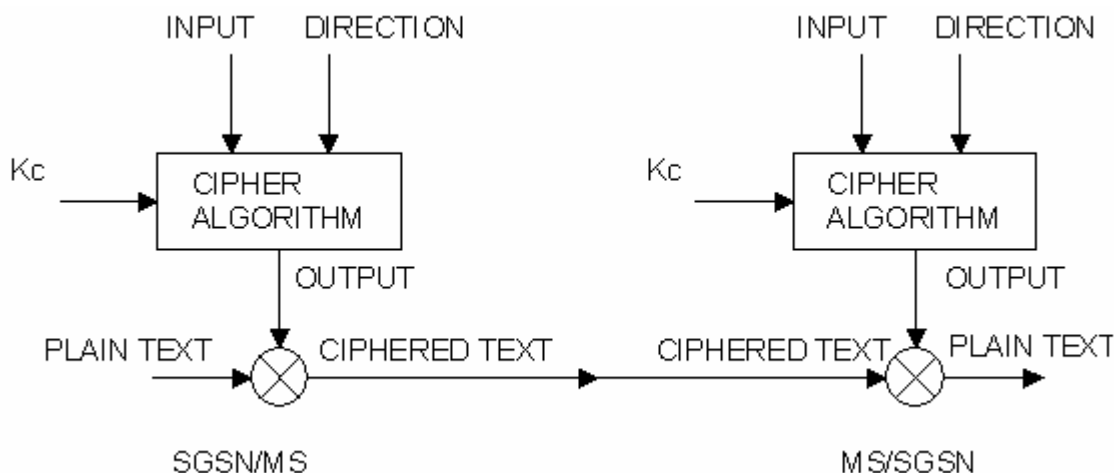 INPUT DIRECTION INPUT DIRECTION
Kc Kc
CIPHER ALGORITHM CIPHER ALGORITHM
OUTPUT OUTPUT
PLAIN TEXT CIPHERED TEXT CIPHERED TEXT PLAIN TEXT
SGSN/MS MS/SGSN